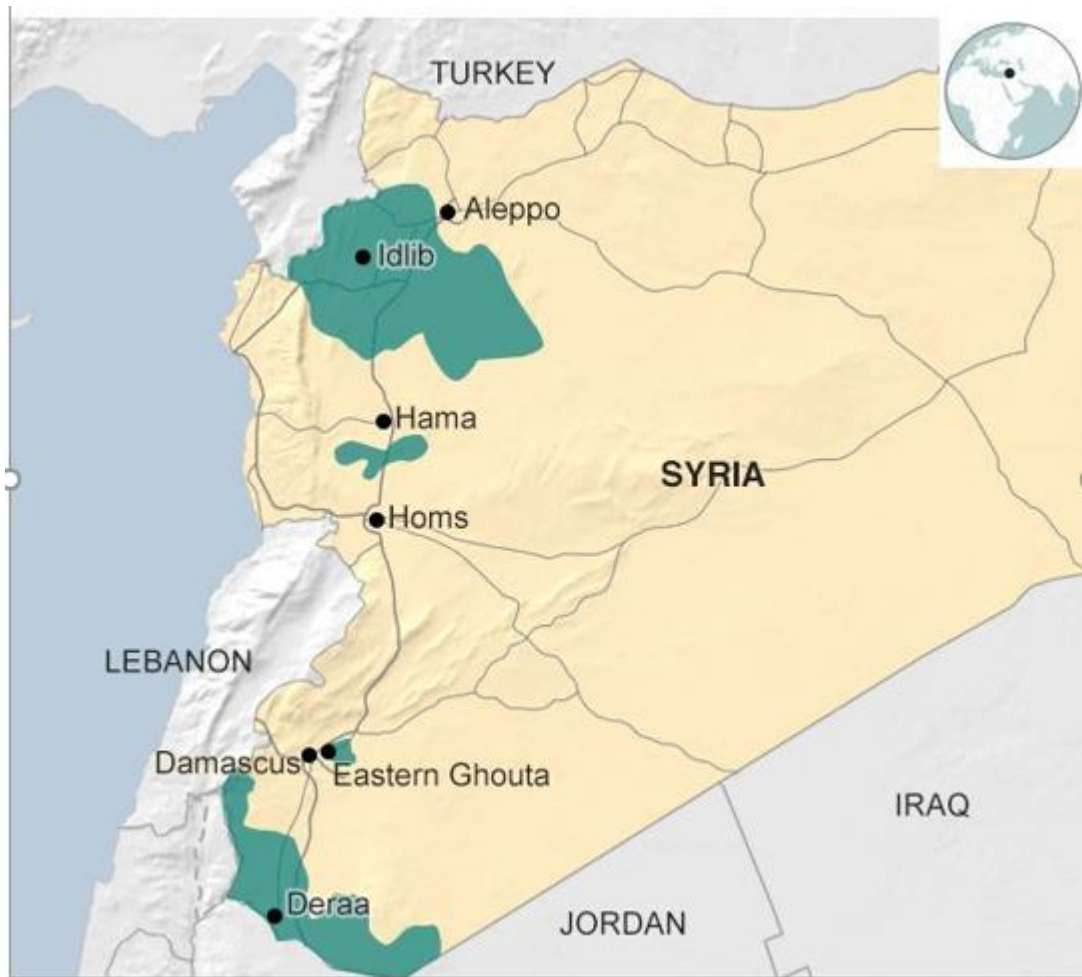 TURKEY
Aleppo
Idlib
Hama
SYRIA
Homs
LEBANON
Damascus
Eastern Ghouta
IRAQ
Deraa
JORDAN